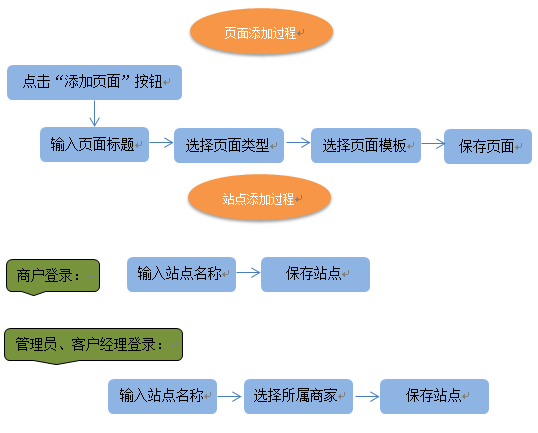 页面添加过程
点击“添加页面”按钮
输入页面标题
选择页面类型
选择页面模板
保存页面
站点添加过程
商户登录：
输入站点名称
保存站点
管理员、客户经理登录：
输入站点名称
选择所属商家
保存站点